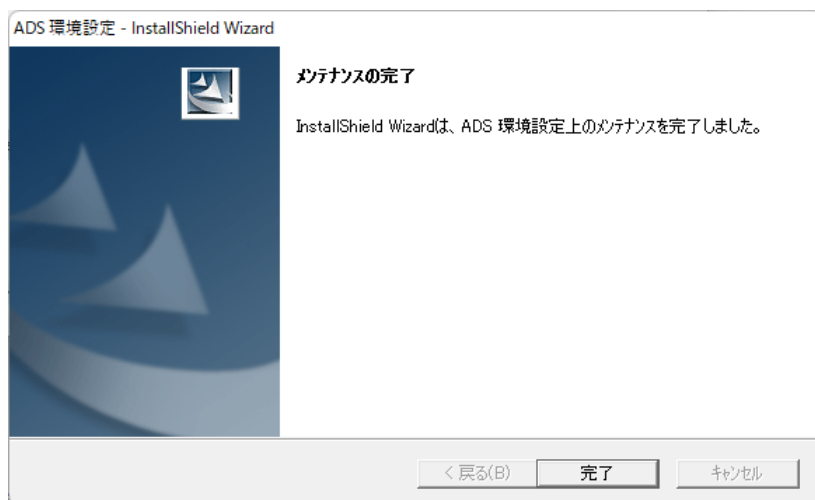 ADS 環境設定 - InstallShield Wizard
メンテナンスの完了
InstallShield Wizardは、ADS 環境設定上のメンテナンスを完了しました。
< 戻る(B)
完了
キャンセル